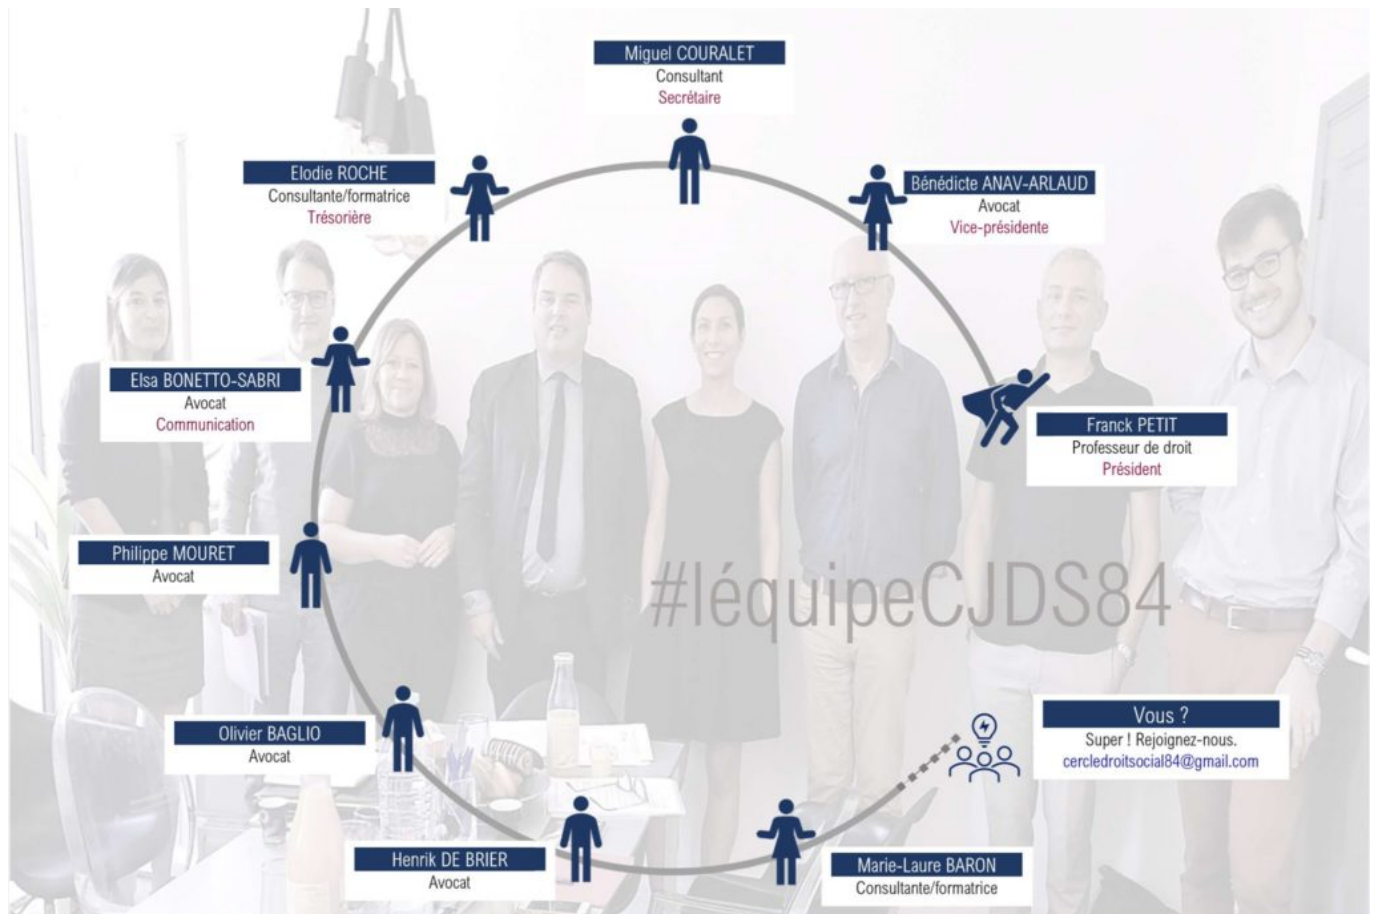 Miguel COURALET
Consultant
Secrétaire
Elodie ROCHE
Consultante/formatrice
Trésorière
Bénédicte ANAV-ARLAUD
Avocat
Vice-présidente
Elsa BONETTO-SABRI
Avocat
Communication
Franck PETIT
Professeur de droit
Président
Philippe MOURET
Avocat
#léquipeCJDS84
Olivier BAGLIO
Avocat
Vous ?
Super ! Rejoignez-nous.
cercledroitsocial84@gmail.com
Henrik DE BRIER
Avocat
Marie-Laure BARON
Consultante/formatrice